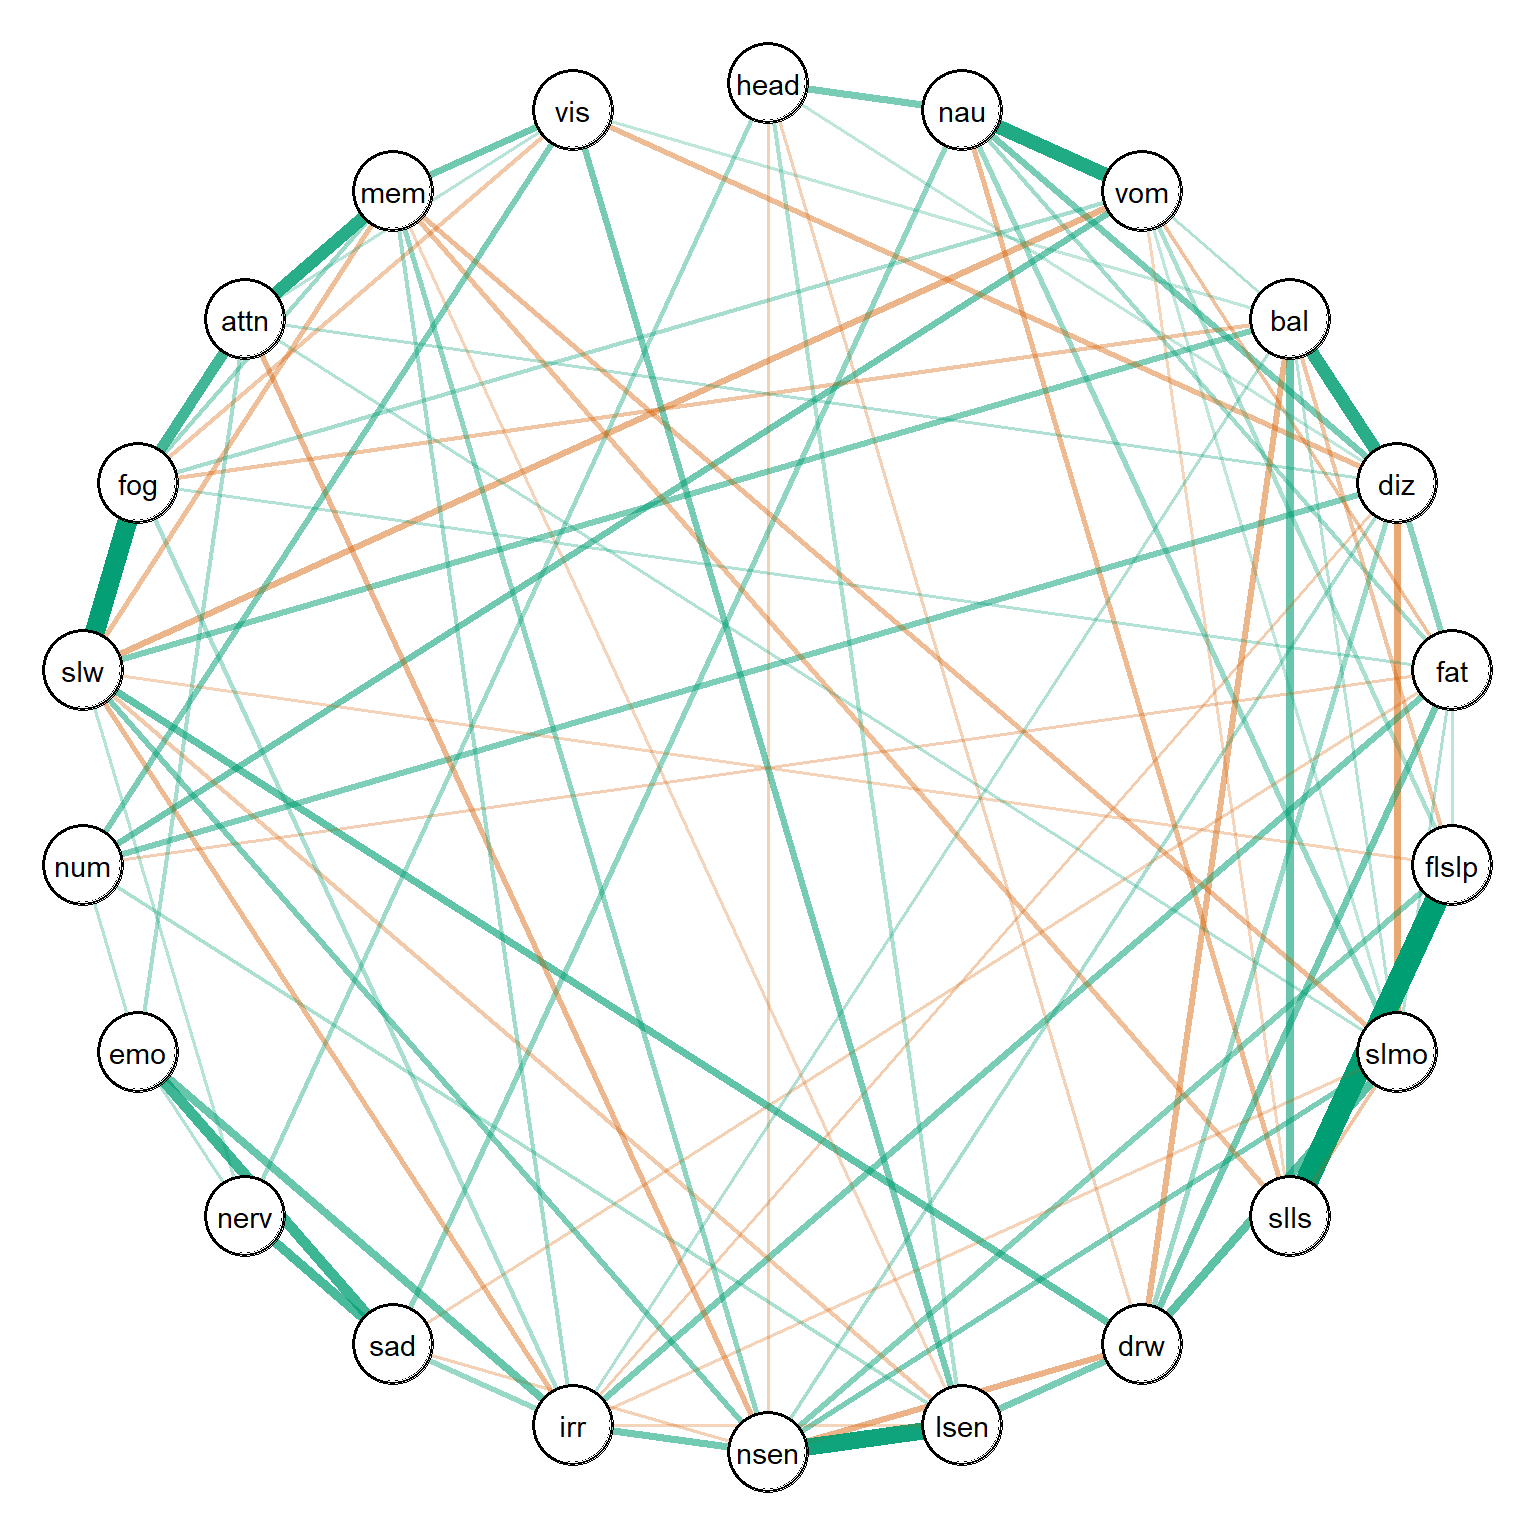 head
nau
vis
vom
mem
bal
attn
diz
fog
fat
slw
flslp
num
slmo
emo
slls
nerv
drw
sad
lsen
irr
nsen